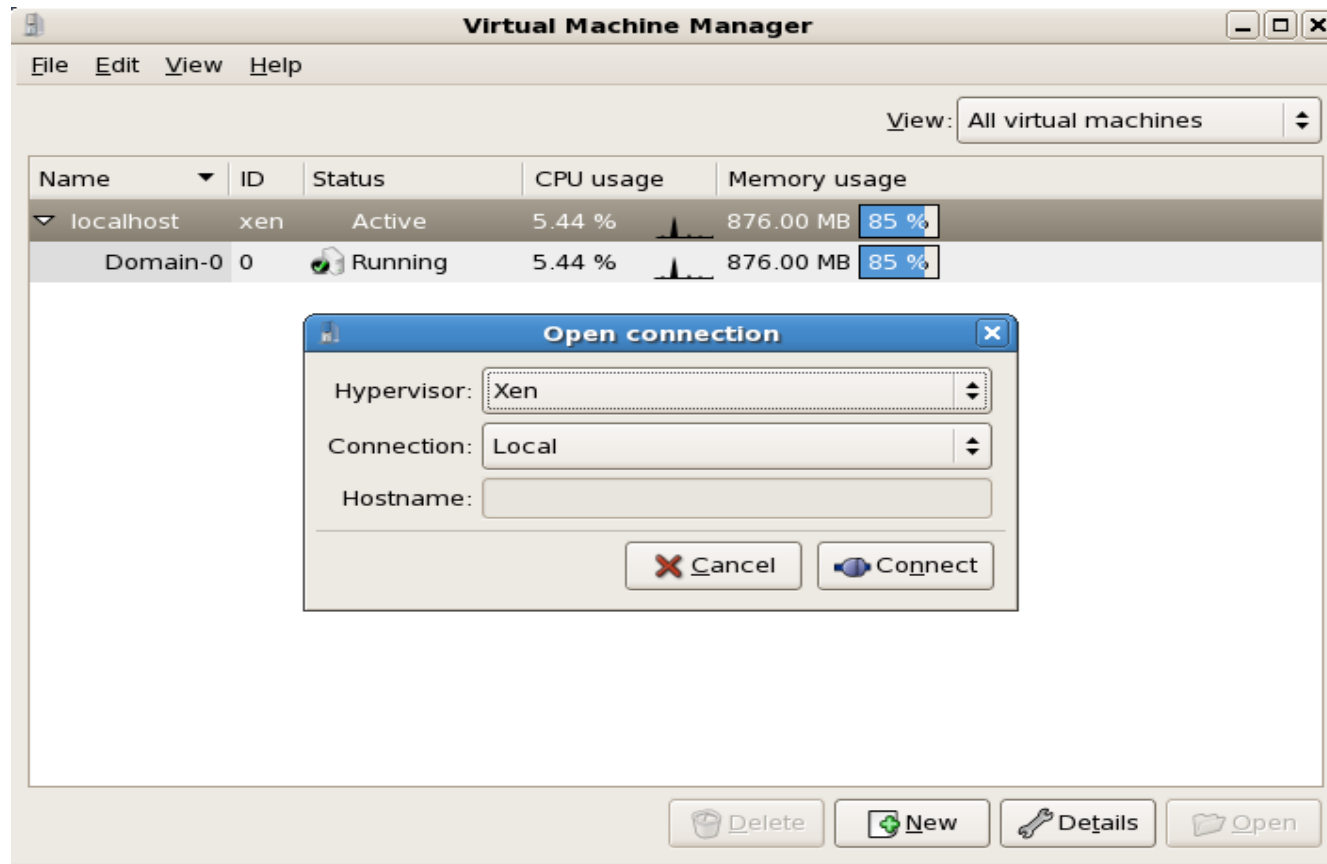 Virtual Machine Manager
File Edit View Help
View: All virtual machines
Name ID Status CPU usage Memory usage
localhost xen Active 5.44 % 876.00 MB 85 %
Domain-0 0 Running 5.44 % 876.00 MB 85 %
Open connection
Hypervisor: Xen
Connection: Local
Hostname:
Cancel Connect
Delete New Details Open